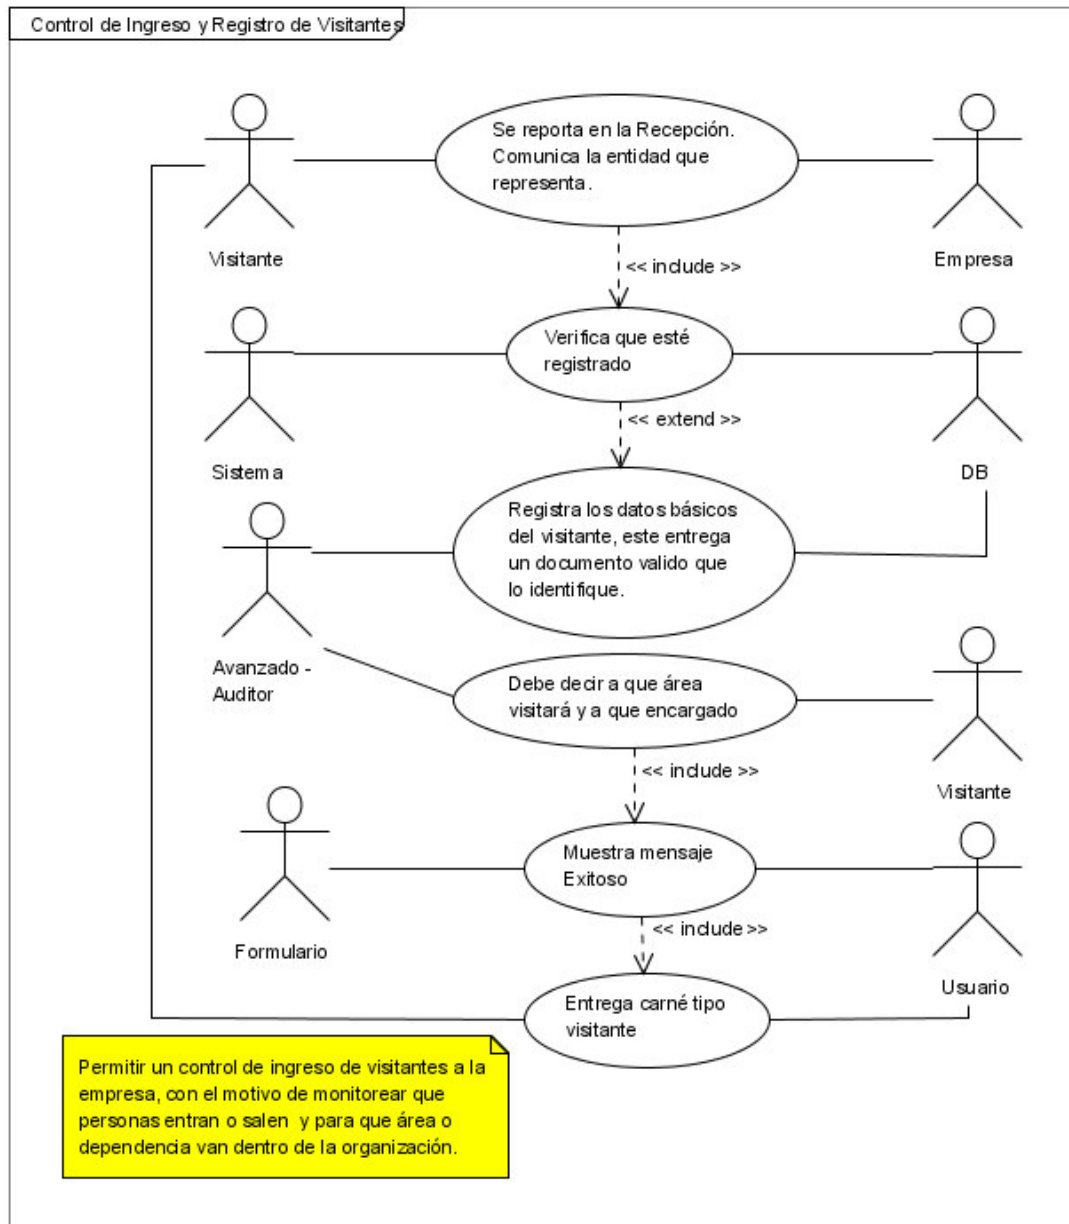 Control de Ingreso y Registro de Visitantes
Se reporta en la Recepción.
Comunica la entidad que
representa.
Visitante
Empresa
<< include >>
Verifica que esté
registrado
Sistema
DB
<< extend >>
Registra los datos básicos
del visitante, este entrega
un documento valido que
lo identifique.
Avanzado -
Auditor
Debe decir a que área
visitará y a que encargado
Visitante
<< include >>
Muestra mensaje
Exitoso
Formulario
Usuario
<< include >>
Entrega carné tipo
visitante
Permitir un control de ingreso de visitantes a la
empresa, con el motivo de monitorear que
personas entran o salen y para que área o
dependencia van dentro de la organización.